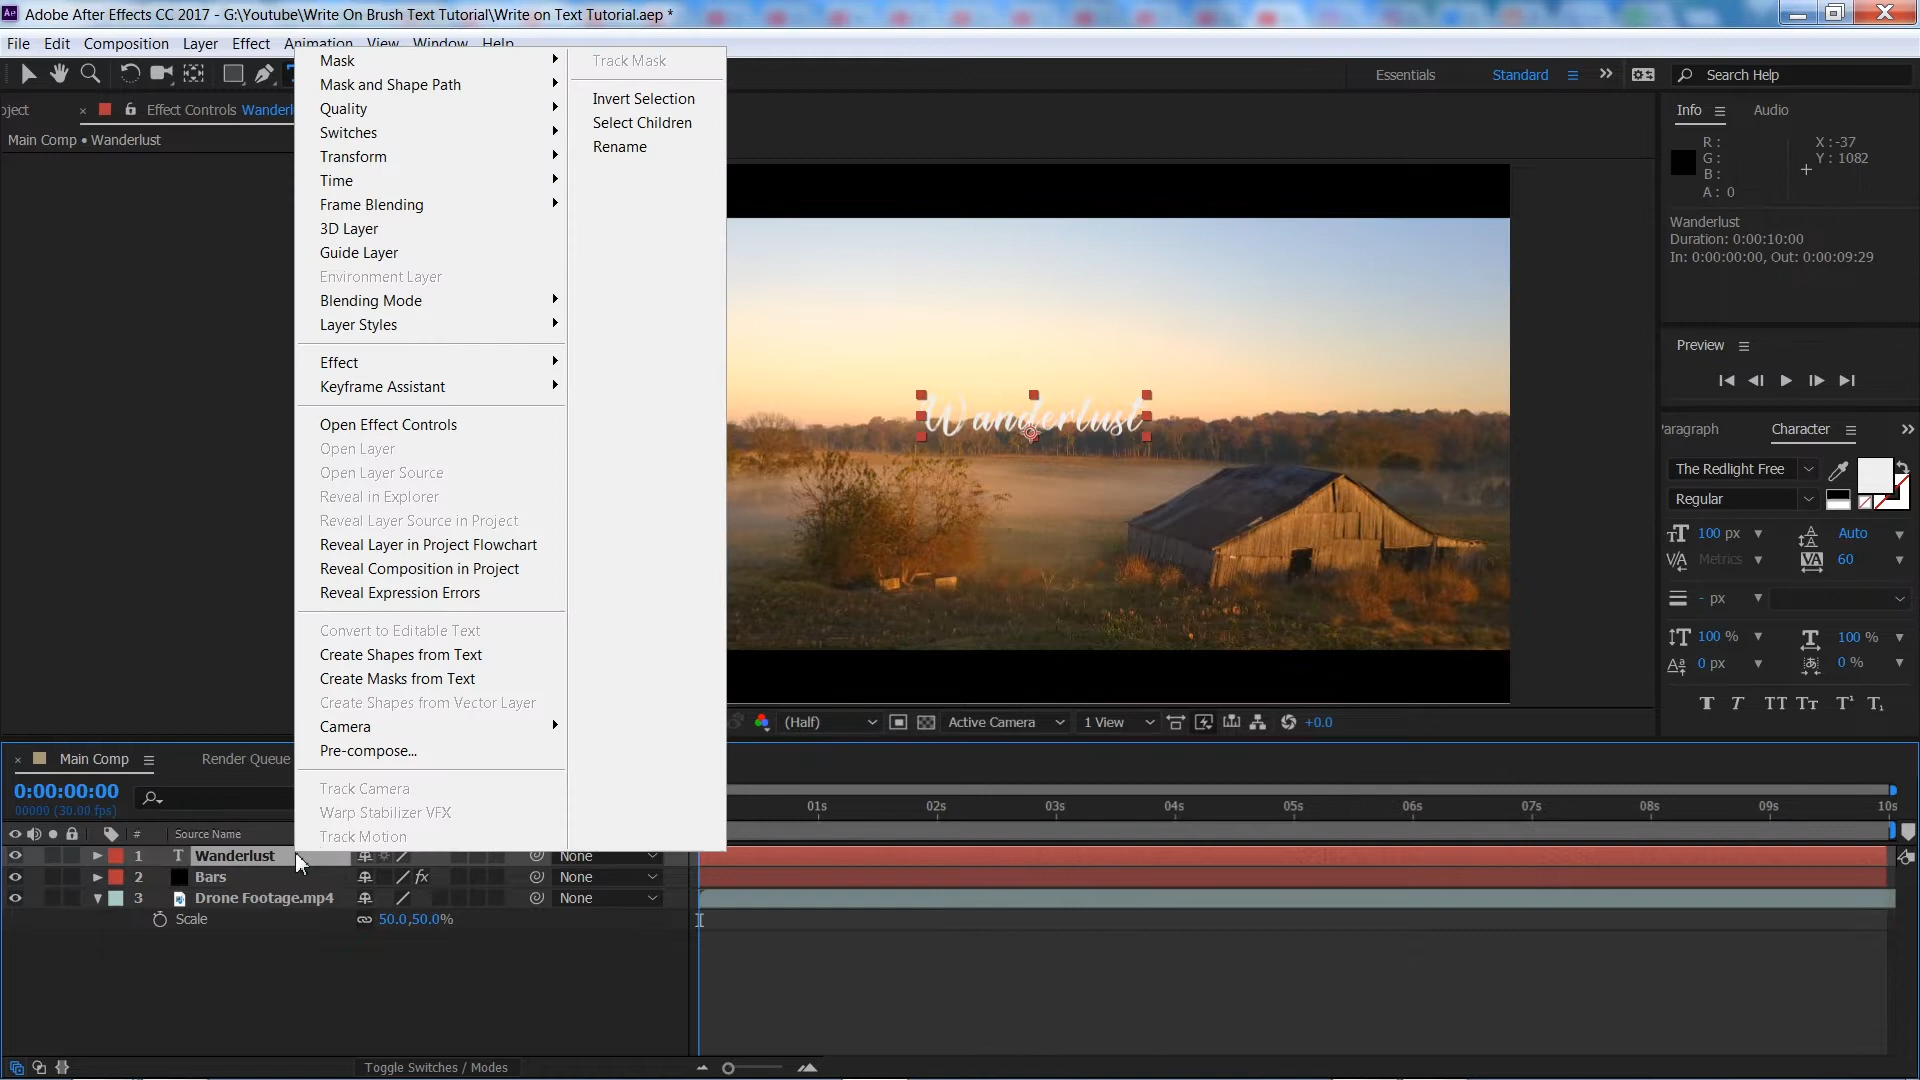 Adobe After Effects CC 2017 - G:\Youtube\Write On Brush Text Tutorial\Write on Text Tutorial.aep *
File Edit Composition Layer Effect Animation View Window Help
Essentials Standard Search Help
oject Effect Controls Wanderl
Main Comp • Wanderlust
Mask
Mask and Shape Path
Quality
Switches
Transform
Time
Frame Blending
3D Layer
Guide Layer
Environment Layer
Blending Mode
Layer Styles
Effect
Keyframe Assistant
Open Effect Controls
Open Layer
Open Layer Source
Reveal in Explorer
Reveal Layer Source in Project
Reveal Layer in Project Flowchart
Reveal Composition in Project
Reveal Expression Errors
Convert to Editable Text
Create Shapes from Text
Create Masks from Text
Create Shapes from Vector Layer
Camera
Pre-compose...
Track Camera
Warp Stabilizer VFX
Track Motion
Track Mask
Invert Selection
Select Children
Rename
Wanderlust
(Half) Active Camera 1 View +0.0
Info Audio
R : X : -37
G : Y : 1082
B :
A : 0
Wanderlust
Duration: 0:00:10:00
In: 0:00:00:00, Out: 0:00:09:29
Preview
aragraph Character
The Redlight Free
Regular
100 px Auto
Metrics 60
- px
100 % 100 %
0 px 0 %
T T TT Tt T¹ T₁
Main Comp Render Queue
0:00:00:00
00000 (30.00 fps)
01s 02s 03s 04s 05s 06s 07s 08s 09s 10s
# Source Name
1 T Wanderlust None
2 Bars fx None
3 Drone Footage.mp4 None
Scale 50.0,50.0%
Toggle Switches / Modes